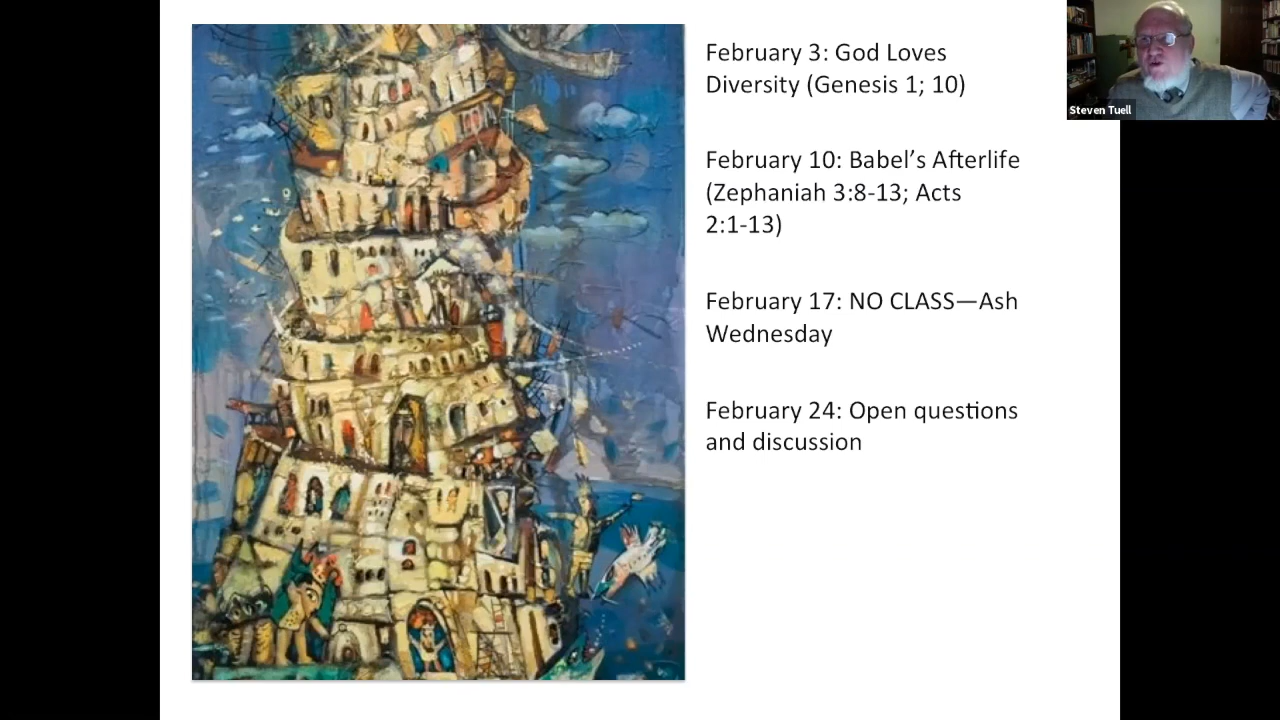 February 3: God Loves
Diversity (Genesis 1; 10)
February 10: Babel’s Afterlife
(Zephaniah 3:8-13; Acts
2:1-13)
February 17: NO CLASS—Ash
Wednesday
February 24: Open questions
and discussion
Steven Tuell